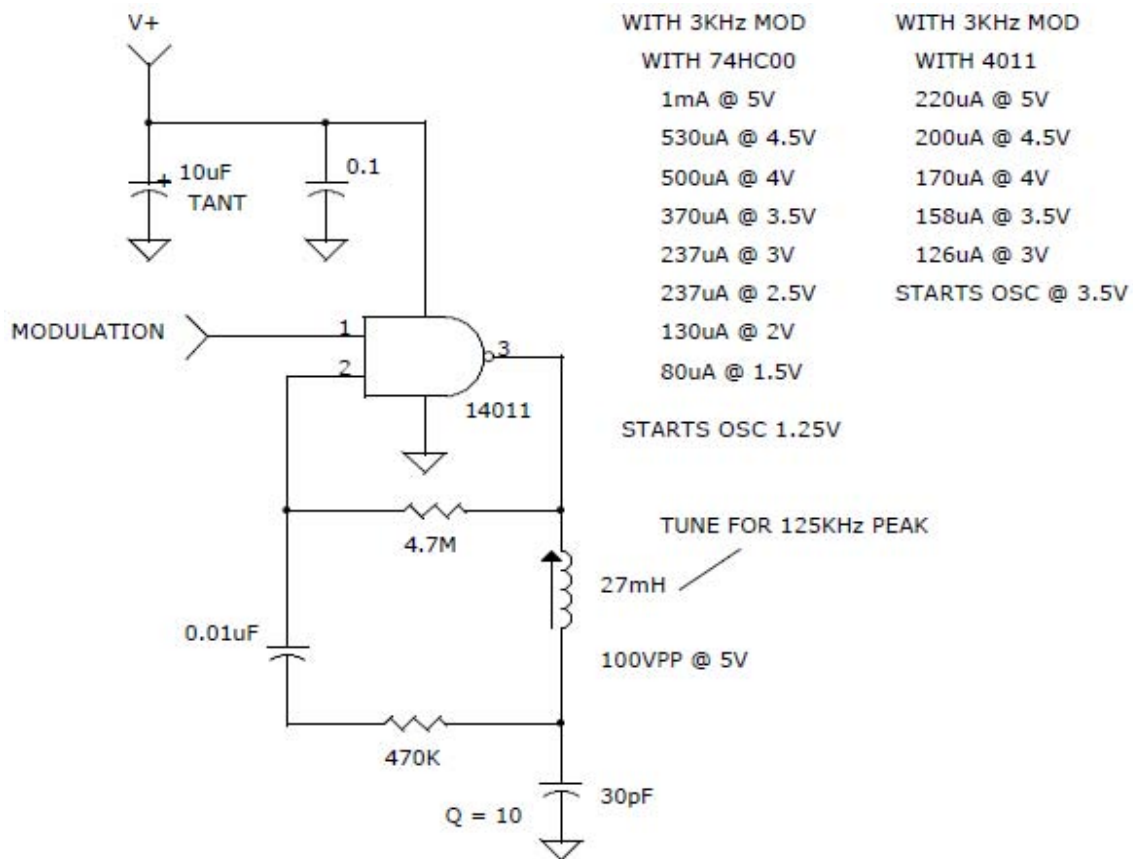 V+
10uF
+
TANT
0.1
MODULATION
1
2
3
14011
4.7M
0.01uF
470K
27mH
100VPP @ 5V
TUNE FOR 125KHz PEAK
30pF
Q = 10
WITH 3KHz MOD
WITH 74HC00
1mA @ 5V
530uA @ 4.5V
500uA @ 4V
370uA @ 3.5V
237uA @ 3V
237uA @ 2.5V
130uA @ 2V
80uA @ 1.5V
STARTS OSC 1.25V
WITH 3KHz MOD
WITH 4011
220uA @ 5V
200uA @ 4.5V
170uA @ 4V
158uA @ 3.5V
126uA @ 3V
STARTS OSC @ 3.5V